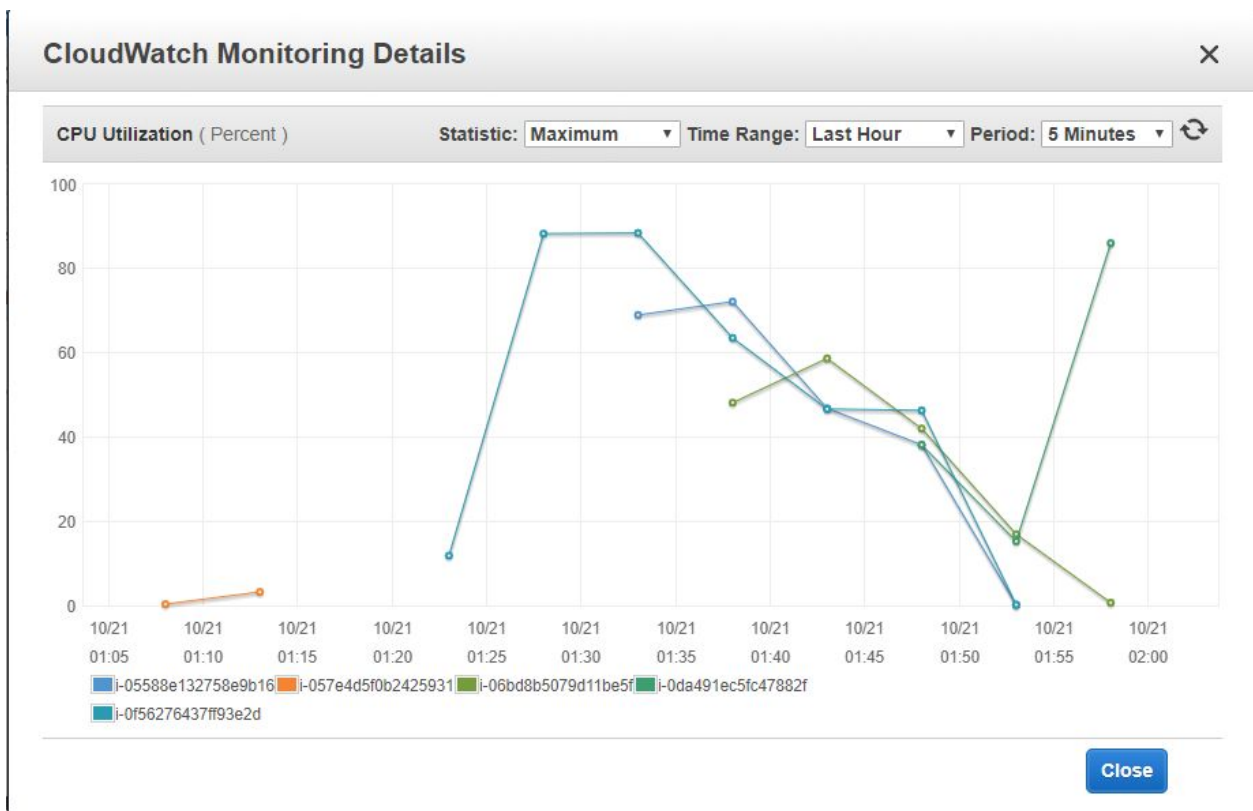 CloudWatch Monitoring Details
CPU Utilization ( Percent ) Statistic: Maximum Time Range: Last Hour Period: 5 Minutes
100
80
60
40
20
0
10/21 10/21 10/21 10/21 10/21 10/21 10/21 10/21 10/21 10/21 10/21 10/21
01:05 01:10 01:15 01:20 01:25 01:30 01:35 01:40 01:45 01:50 01:55 02:00
i-05588e132758e9b16 i-057e4d5f0b2425931 i-06bd8b5079d11be5f i-0da491ec5fc47882f
i-0f56276437ff93e2d
Close